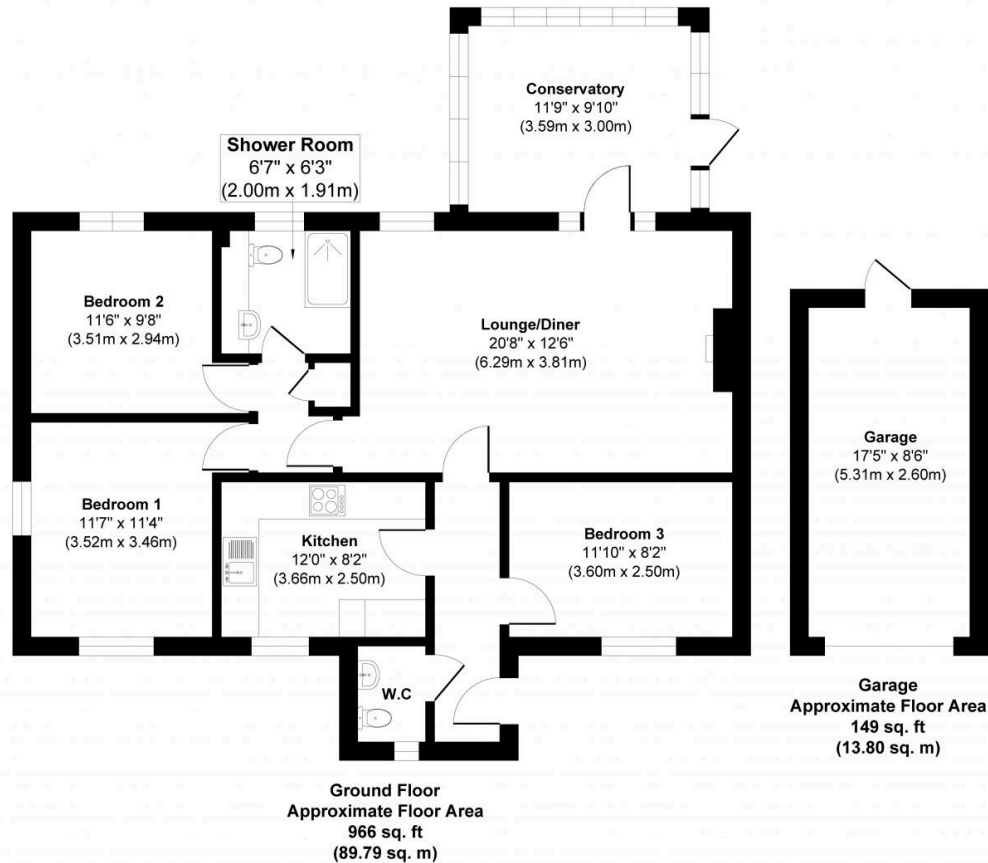 Conservatory
11'9" x 9'10"
(3.59m x 3.00m)
Shower Room
6'7" x 6'3"
(2.00m x 1.91m)
Bedroom 2
11'6" x 9'8"
(3.51m x 2.94m)
Lounge/Diner
20'8" x 12'6"
(6.29m x 3.81m)
Garage
17'5" x 8'6"
(5.31m x 2.60m)
Bedroom 1
11'7" x 11'4"
(3.52m x 3.46m)
Kitchen
12'0" x 8'2"
(3.66m x 2.50m)
Bedroom 3
11'10" x 8'2"
(3.60m x 2.50m)
W.C
Garage
Approximate Floor Area
149 sq. ft
(13.80 sq. m)
Ground Floor
Approximate Floor Area
966 sq. ft
(89.79 sq. m)